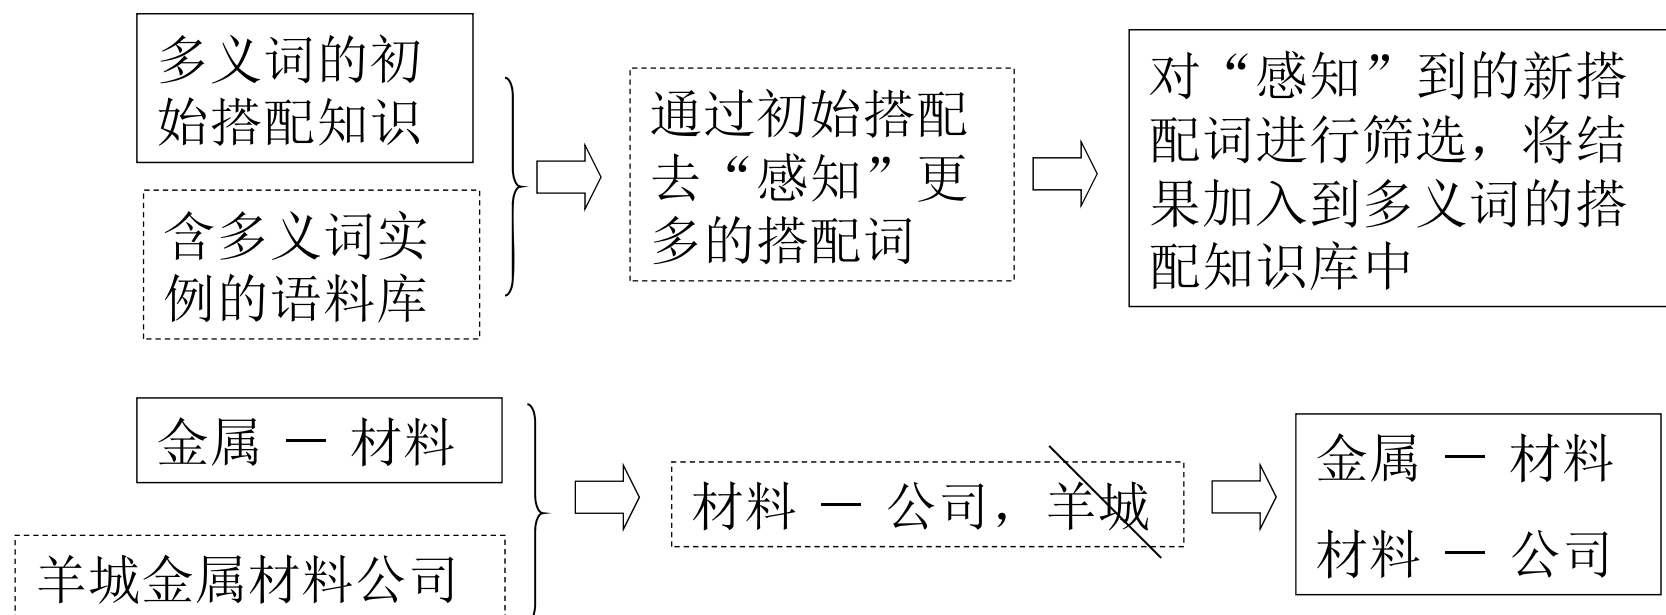 多义词的初
始搭配知识
含多义词实
例的语料库
通过初始搭配
去“感知”更
多的搭配词
对“感知”到的新搭
配词进行筛选，将结
果加入到多义词的搭
配知识库中
金属 — 材料
羊城金属材料公司
材料 — 公司，羊城
金属 — 材料
材料 — 公司